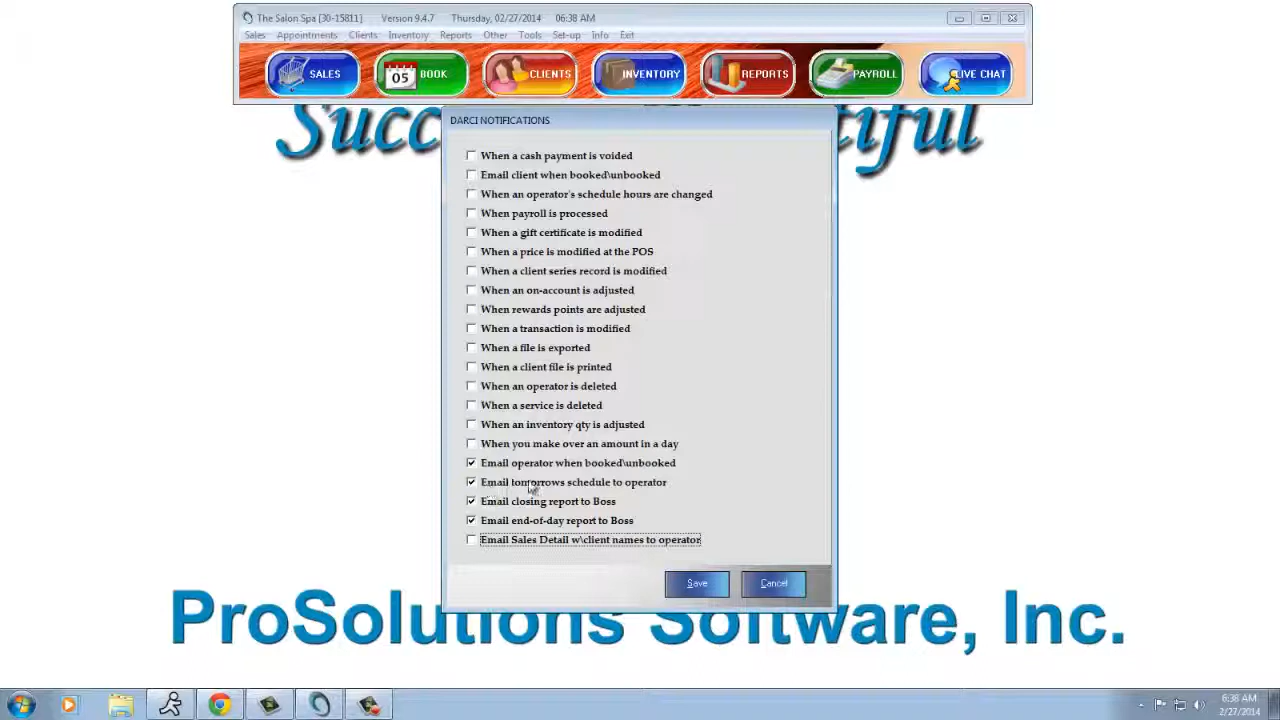 The Salon Spa [30-15811] Version 9.4.7 Thursday, 02/27/2014 06:38 AM
Sales Appointments Clients Inventory Reports Other Tools Set-up Info Exit
SALES 05 BOOK CLIENTS INVENTORY REPORTS PAYROLL LIVE CHAT
DARCI NOTIFICATIONS
When a cash payment is voided
Email client when booked\unbooked
When an operator's schedule hours are changed
When payroll is processed
When a gift certificate is modified
When a price is modified at the POS
When a client series record is modified
When an on-account is adjusted
When rewards points are adjusted
When a transaction is modified
When a file is exported
When a client file is printed
When an operator is deleted
When a service is deleted
When an inventory qty is adjusted
When you make over an amount in a day
Email operator when booked\unbooked
Email tomorrows schedule to operator
Email closing report to Boss
Email end-of-day report to Boss
Email Sales Detail w\client names to operator
Save Cancel
ProSolutions Software, Inc.
6:38 AM
2/27/2014